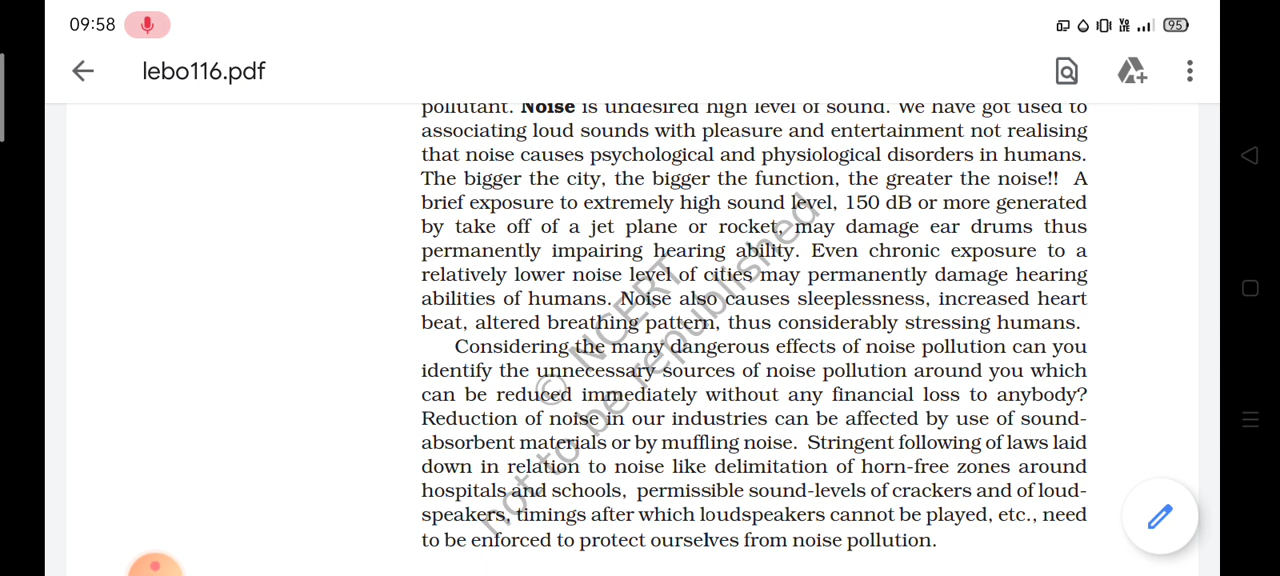 09:58
VO LTE 95
lebo116.pdf
pollutant. Noise is undesired high level of sound. We have got used to
associating loud sounds with pleasure and entertainment not realising
that noise causes psychological and physiological disorders in humans.
The bigger the city, the bigger the function, the greater the noise!! A
brief exposure to extremely high sound level, 150 dB or more generated
by take off of a jet plane or rocket, may damage ear drums thus
permanently impairing hearing ability. Even chronic exposure to a
relatively lower noise level of cities may permanently damage hearing
abilities of humans. Noise also causes sleeplessness, increased heart
beat, altered breathing pattern, thus considerably stressing humans.
Considering the many dangerous effects of noise pollution can you
identify the unnecessary sources of noise pollution around you which
can be reduced immediately without any financial loss to anybody?
Reduction of noise in our industries can be affected by use of sound-
absorbent materials or by muffling noise. Stringent following of laws laid
down in relation to noise like delimitation of horn-free zones around
hospitals and schools, permissible sound-levels of crackers and of loud-
speakers, timings after which loudspeakers cannot be played, etc., need
to be enforced to protect ourselves from noise pollution.
© NCERT
not to be republished